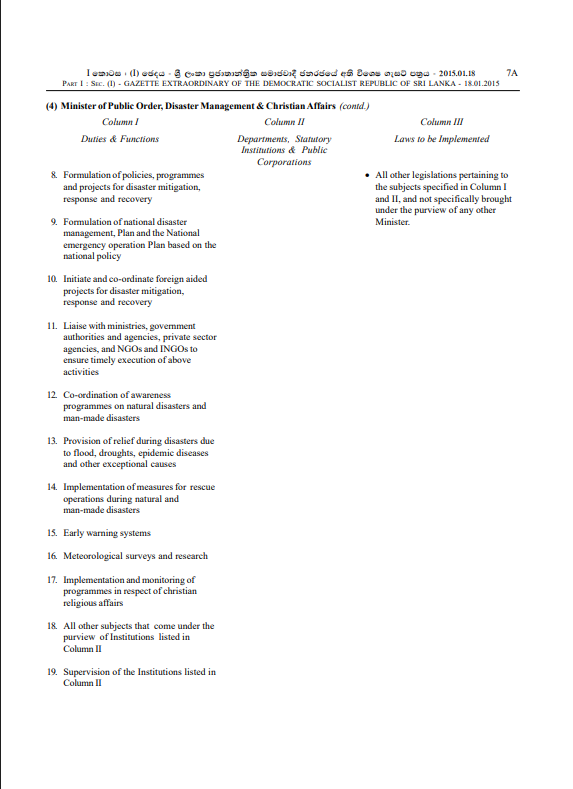 I කොටස : (I) ඡෙදය - ශ්‍රී ලංකා ප්‍රජාතාන්ත්‍රික සමාජවාදී ජනරජයේ අති විශෙෂ ගැසට් පත්‍රය - 2015.01.18 7A
PART I : SEC. (I) - GAZETTE EXTRAORDINARY OF THE DEMOCRATIC SOCIALIST REPUBLIC OF SRI LANKA - 18.01.2015
(4) Minister of Public Order, Disaster Management & Christian Affairs (contd.)
Column I
Duties & Functions
8. Formulation of policies, programmes
and projects for disaster mitigation,
response and recovery
9. Formulation of national disaster
management, Plan and the National
emergency operation Plan based on the
national policy
10. Initiate and co-ordinate foreign aided
projects for disaster mitigation,
response and recovery
11. Liaise with ministries, government
authorities and agencies, private sector
agencies, and NGOs and INGOs to
ensure timely execution of above
activities
12. Co-ordination of awareness
programmes on natural disasters and
man-made disasters
13. Provision of relief during disasters due
to flood, droughts, epidemic diseases
and other exceptional causes
14. Implementation of measures for rescue
operations during natural and
man-made disasters
15. Early warning systems
16. Meteorological surveys and research
17. Implementation and monitoring of
programmes in respect of christian
religious affairs
18. All other subjects that come under the
purview of Institutions listed in
Column II
19. Supervision of the Institutions listed in
Column II
Column II
Departments, Statutory
Institutions & Public
Corporations
Column III
Laws to be Implemented
• All other legislations pertaining to
the subjects specified in Column I
and II, and not specifically brought
under the purview of any other
Minister.